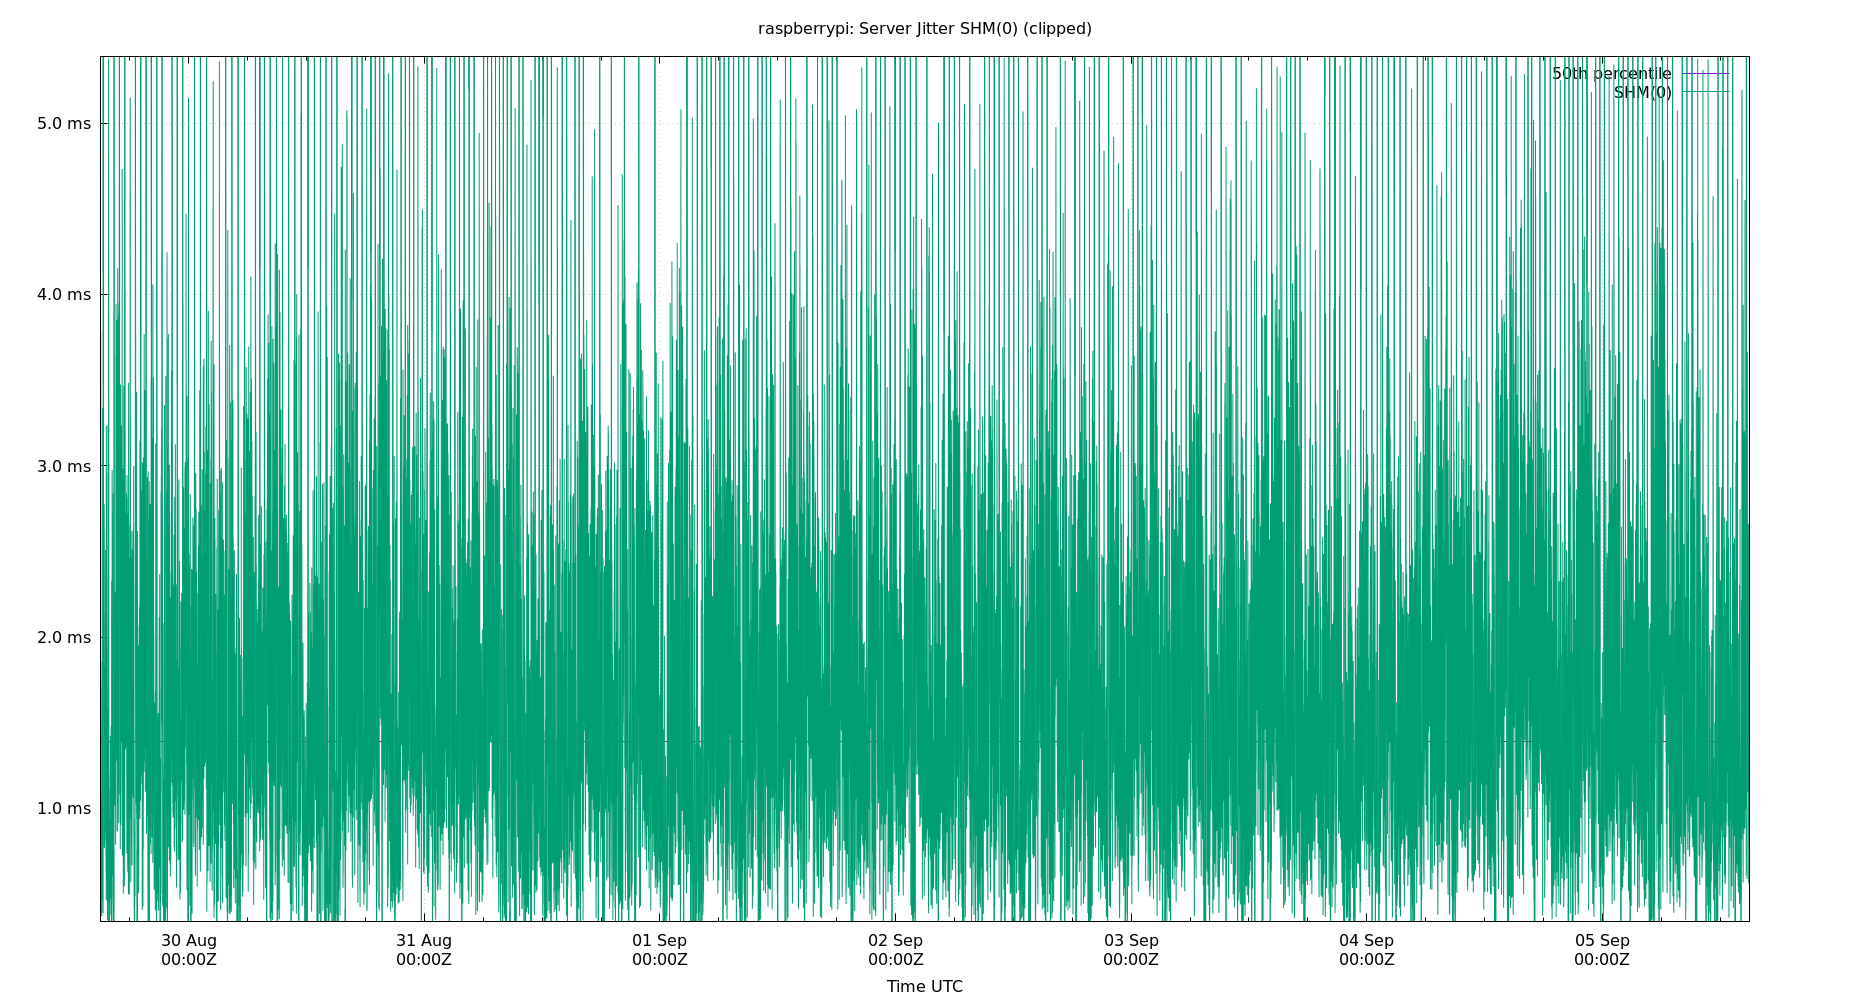 raspberrypi: Server Jitter SHM(0) (clipped)
50th percentile
SHM(0)
5.0 ms
4.0 ms
3.0 ms
2.0 ms
1.0 ms
30 Aug 31 Aug 01 Sep 02 Sep 03 Sep 04 Sep 05 Sep
00:00Z 00:00Z 00:00Z 00:00Z 00:00Z 00:00Z 00:00Z
Time UTC